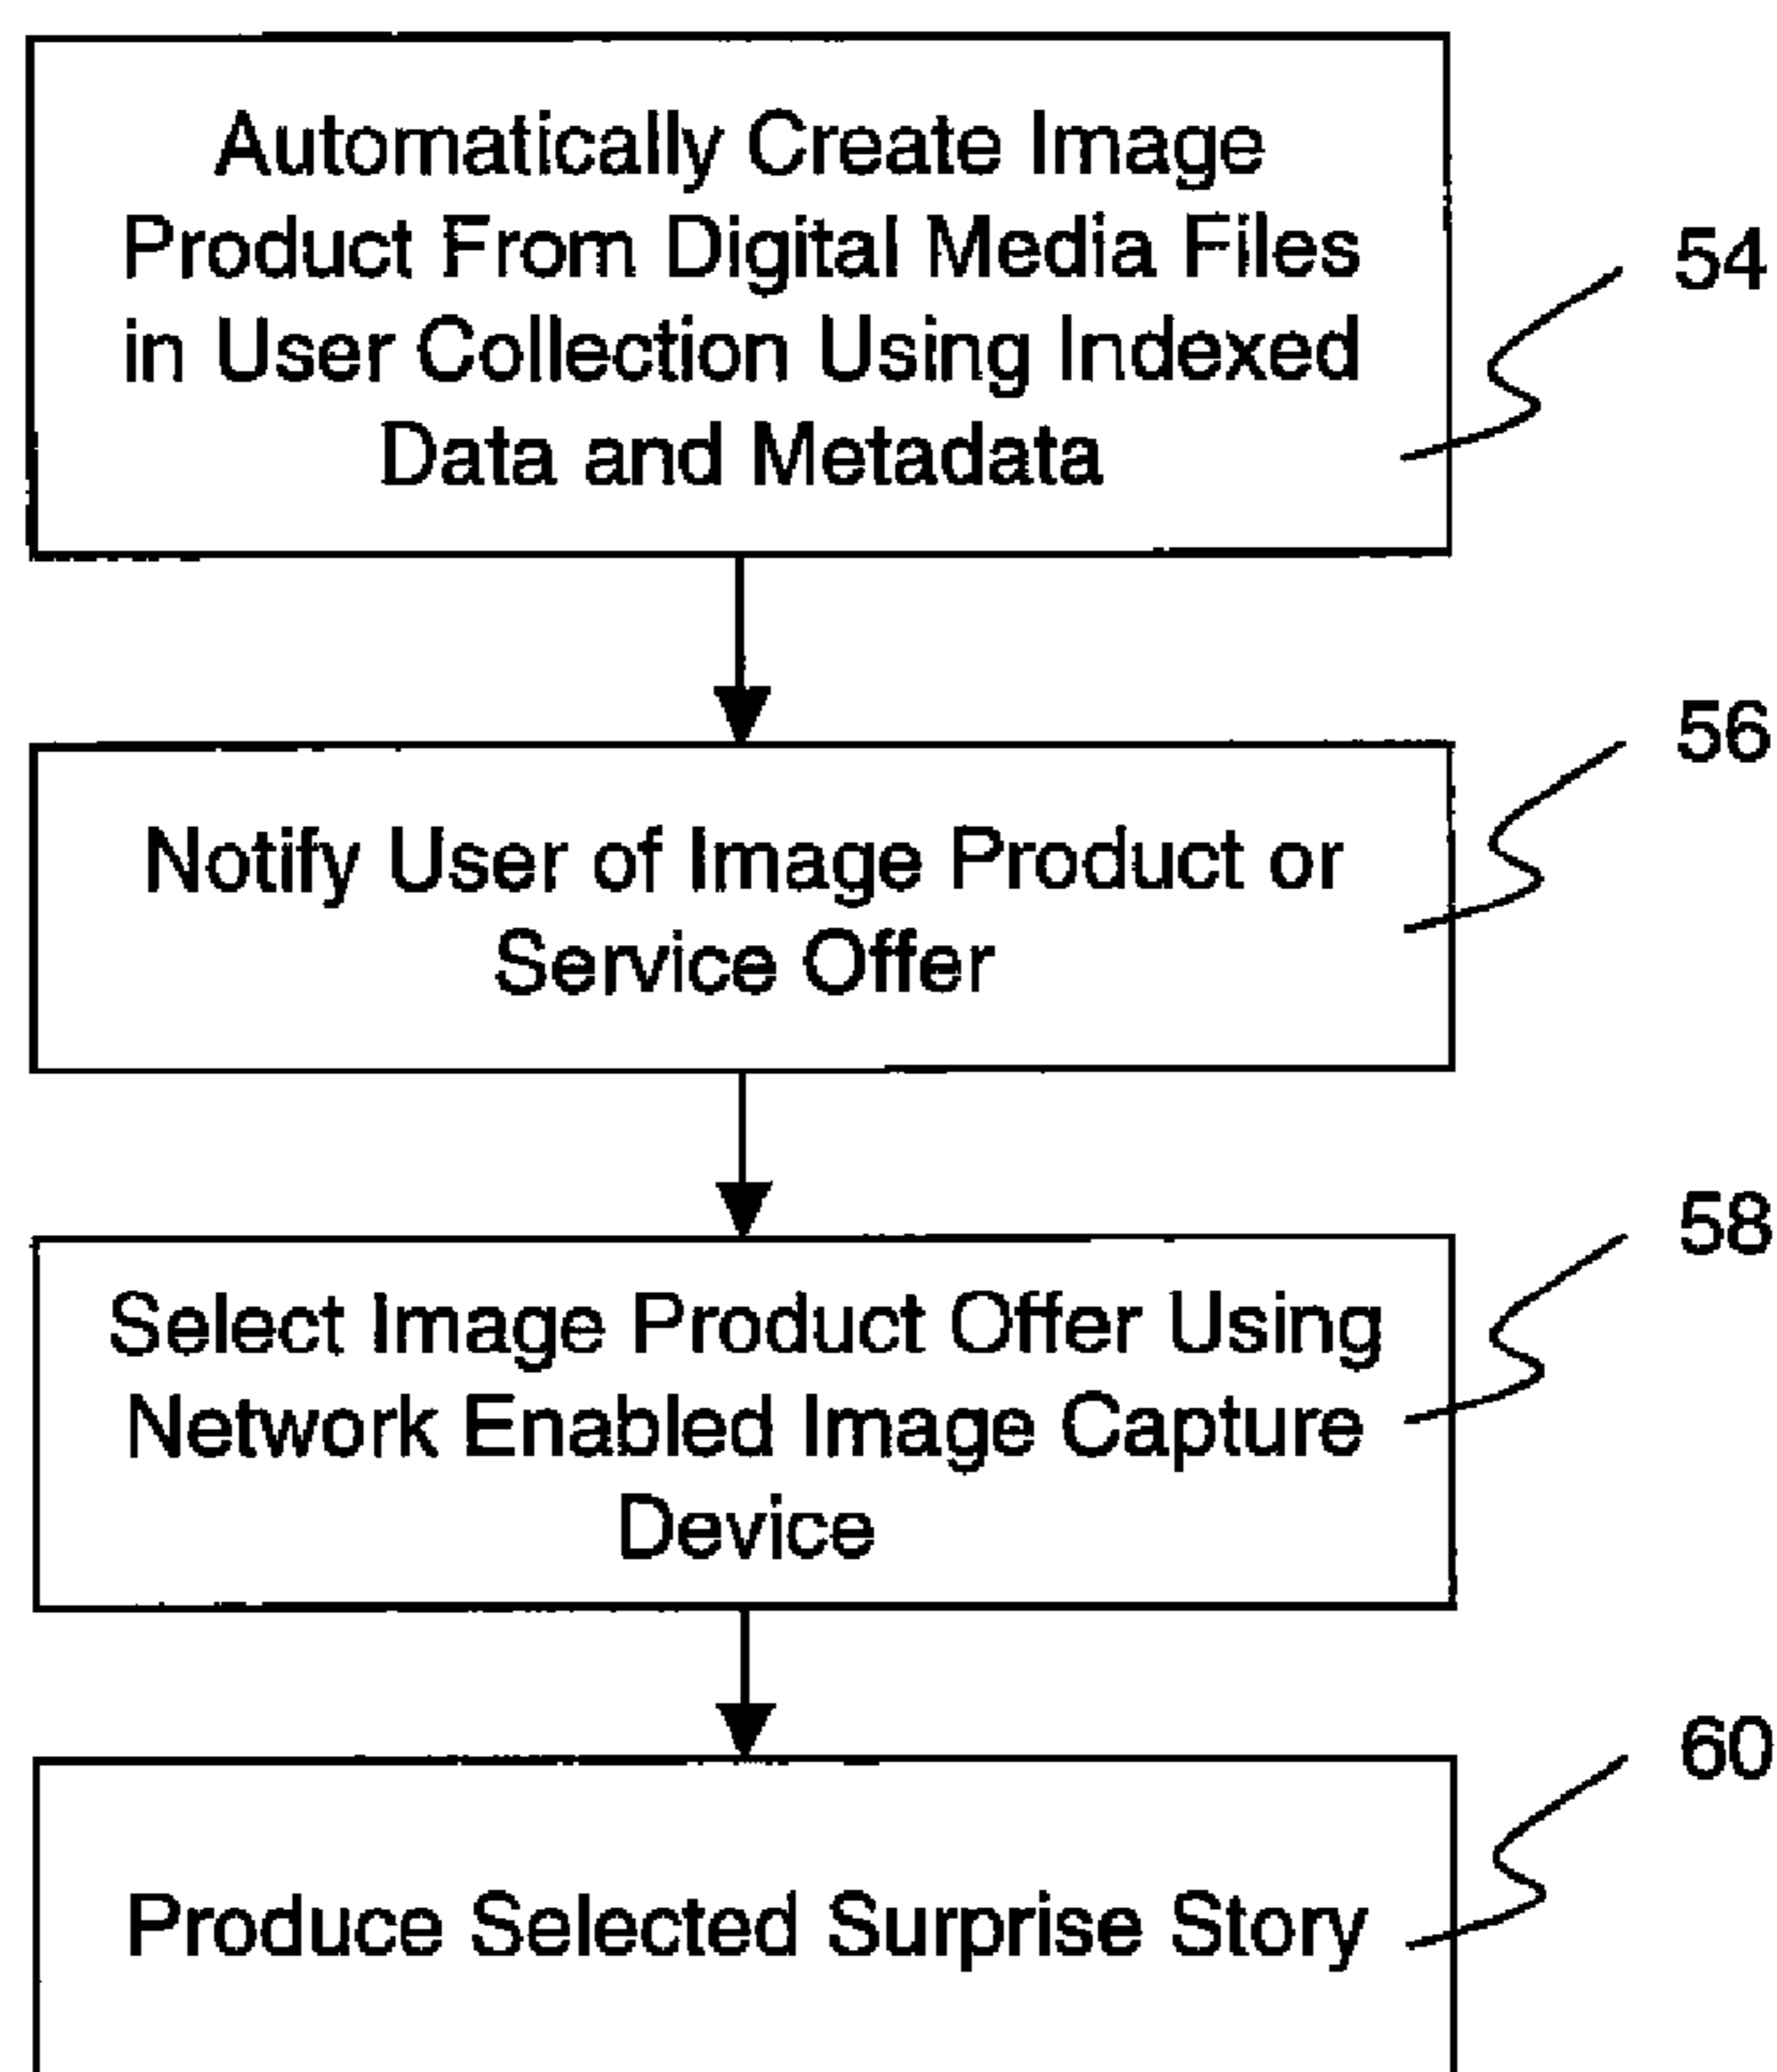 Automatically Create Image
Product From Digital Media Files
in User Collection Using Indexed
Data and Metadata
54
Notify User of Image Product or
Service Offer
56
Select Image Product Offer Using
Network Enabled Image Capture
Device
58
Produce Selected Surprise Story
60